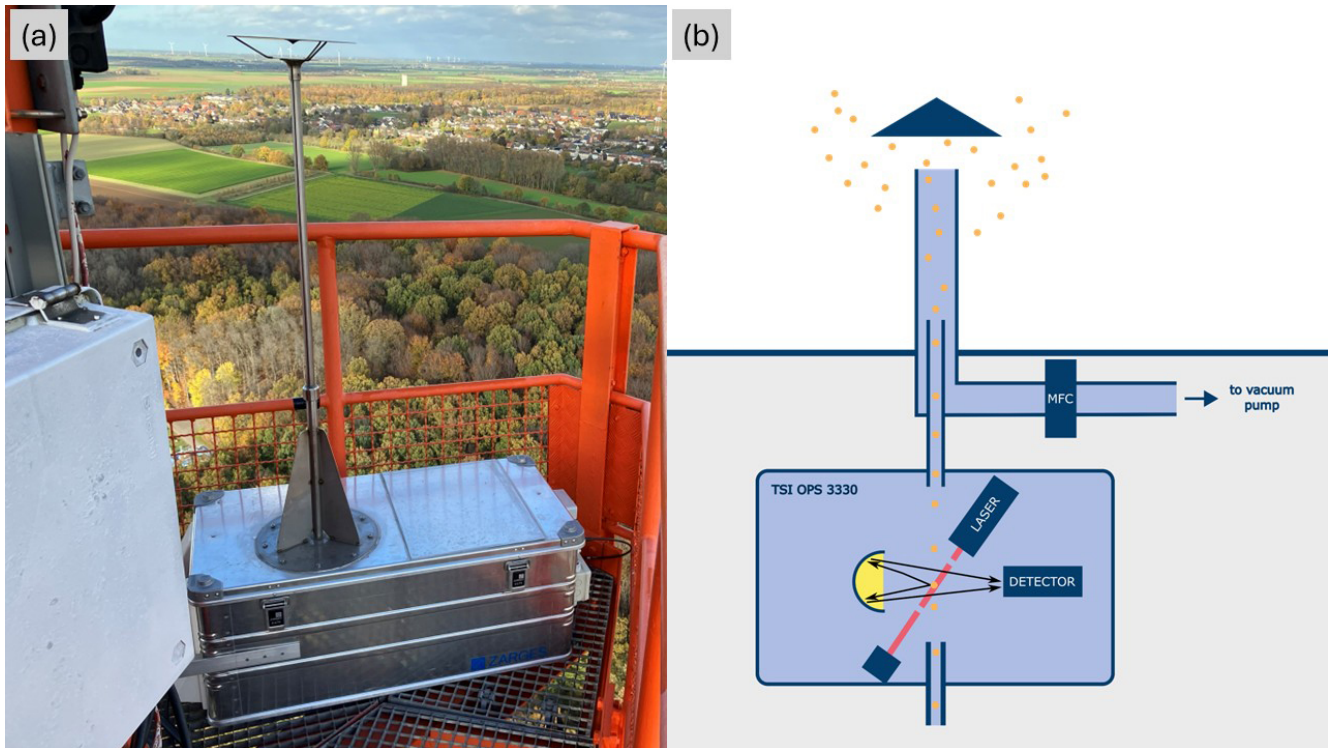 (a)
ZARGES
(b)
MFC
to vacuum
pump
TSI OPS 3330
LASER
DETECTOR